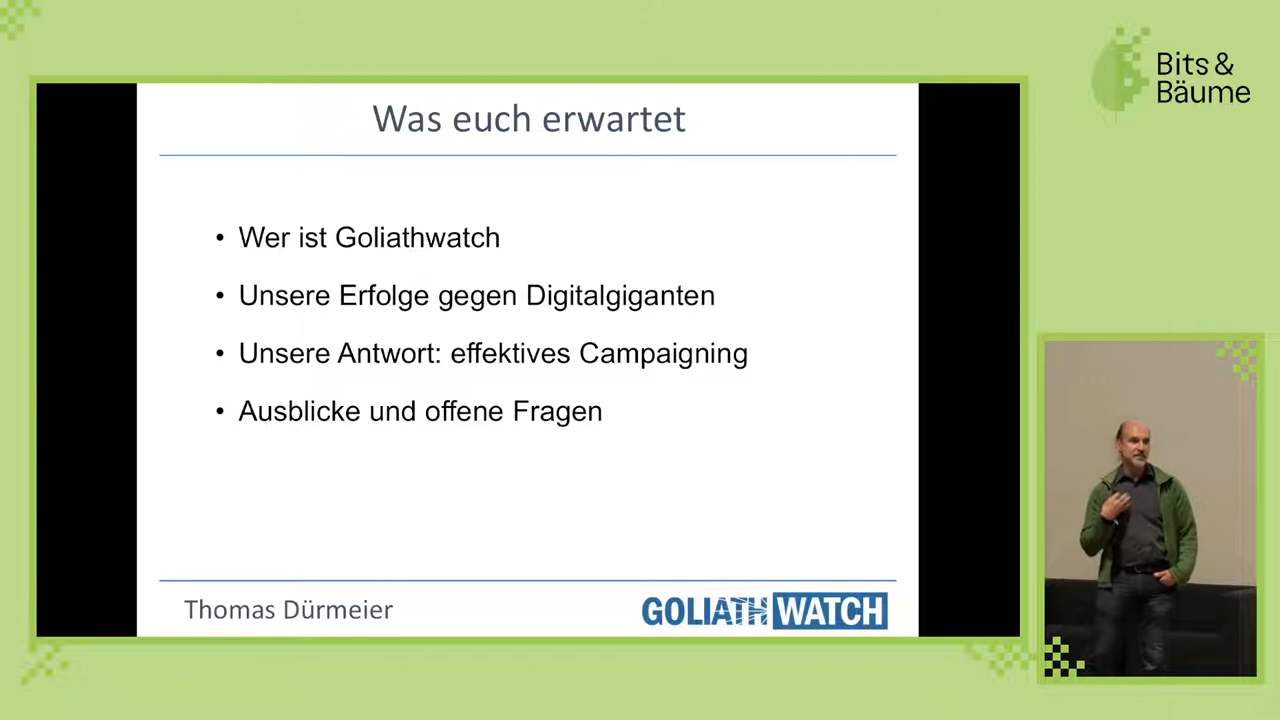 Bits &
Bäume
Was euch erwartet
• Wer ist Goliathwatch
• Unsere Erfolge gegen Digitalgiganten
• Unsere Antwort: effektives Campaigning
• Ausblicke und offene Fragen
Thomas Dürmeier
GOLIATH WATCH